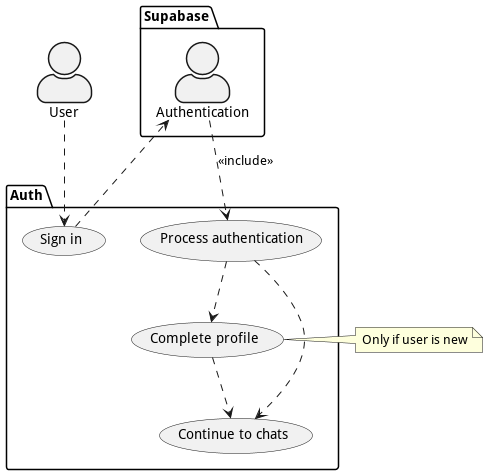 Supabase
User
Authentication
«include»
Auth
Sign in
Process authentication
Complete profile
Only if user is new
Continue to chats